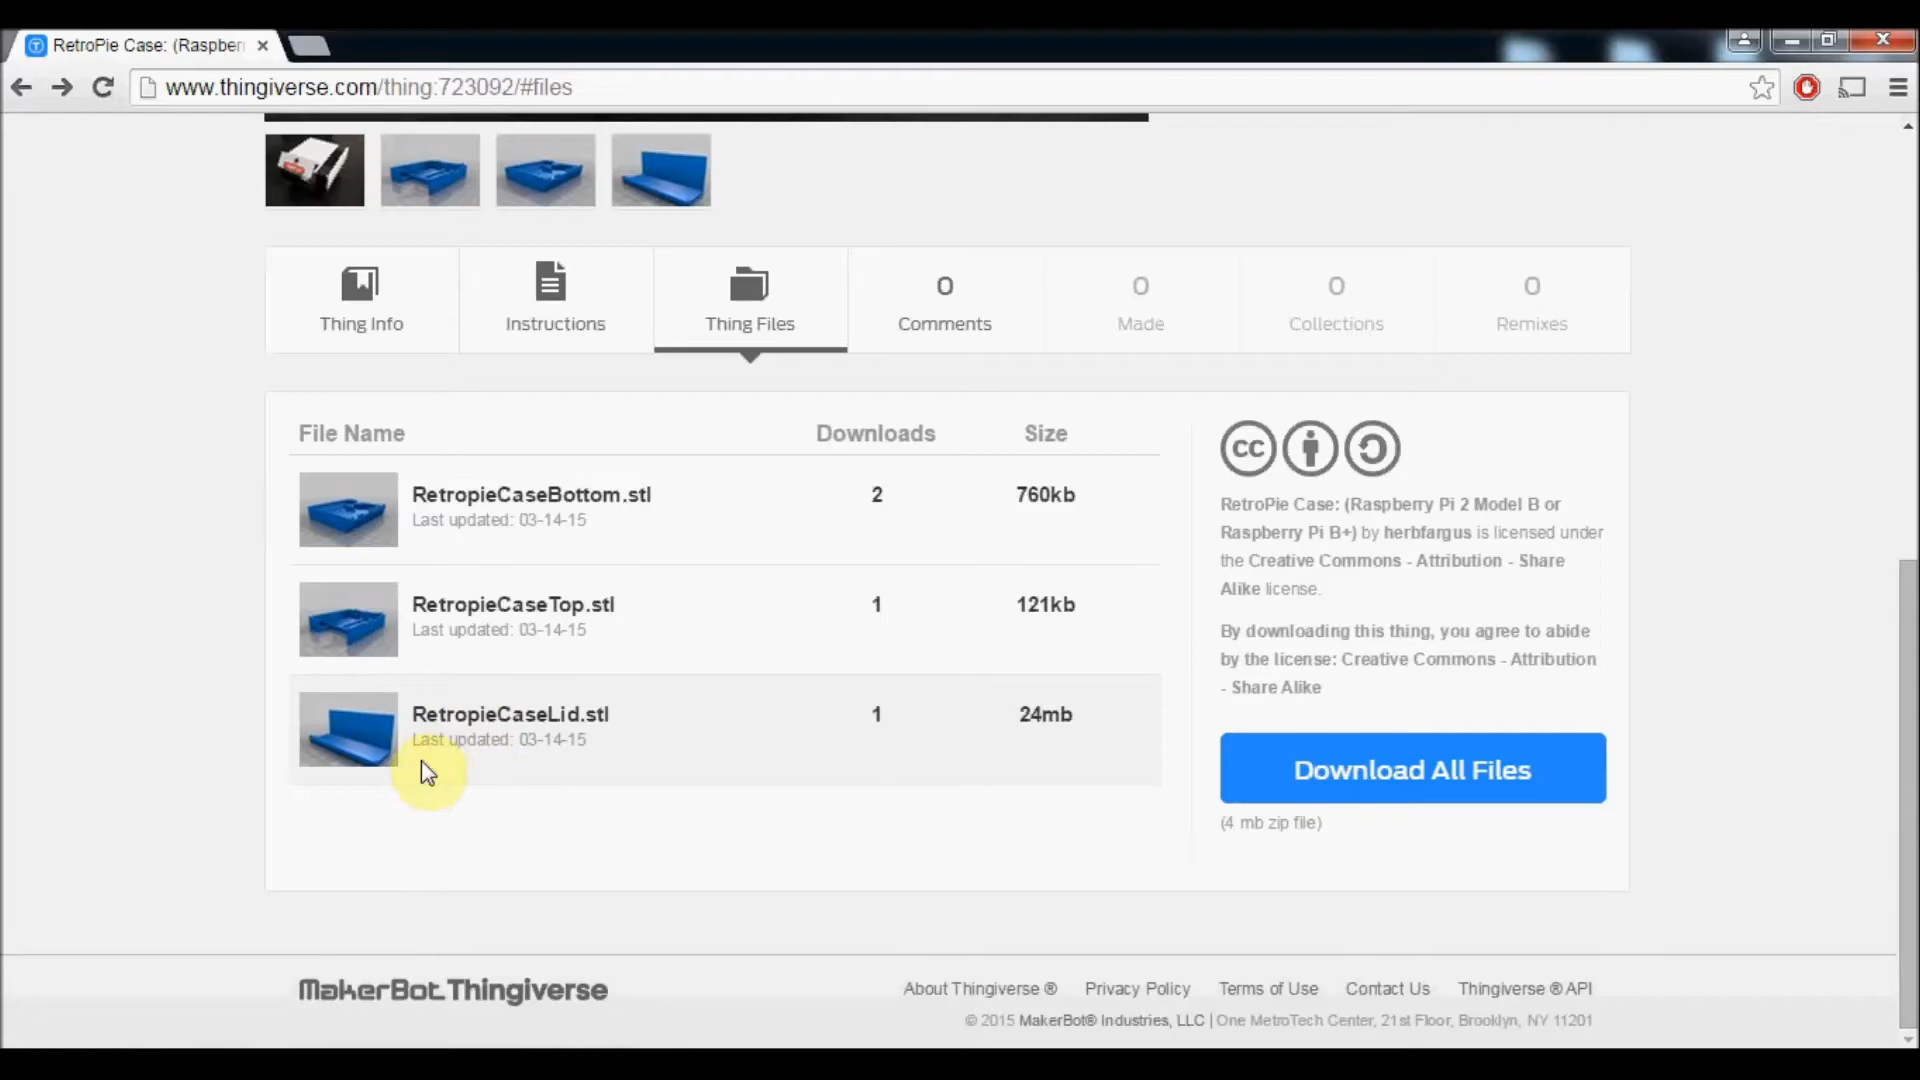 RetroPie Case: (Raspber
www.thingiverse.com/thing:723092/#files
Thing Info
Instructions
Thing Files
0
Comments
0
Made
0
Collections
0
Remixes
File Name
Downloads
Size
RetropieCaseBottom.stl
2
760kb
Last updated: 03-14-15
RetropieCaseTop.stl
1
121kb
Last updated: 03-14-15
RetropieCaseLid.stl
1
24mb
Last updated: 03-14-15
cc
RetroPie Case: (Raspberry Pi 2 Model B or
Raspberry Pi B+) by herbfargus is licensed under
the Creative Commons - Attribution - Share
Alike license.
By downloading this thing, you agree to abide
by the license: Creative Commons - Attribution
- Share Alike
Download All Files
(4 mb zip file)
MakerBot Thingiverse
About Thingiverse ®
Privacy Policy
Terms of Use
Contact Us
Thingiverse ® API
© 2015 MakerBot® Industries, LLC | One MetroTech Center, 21st Floor, Brooklyn, NY 11201